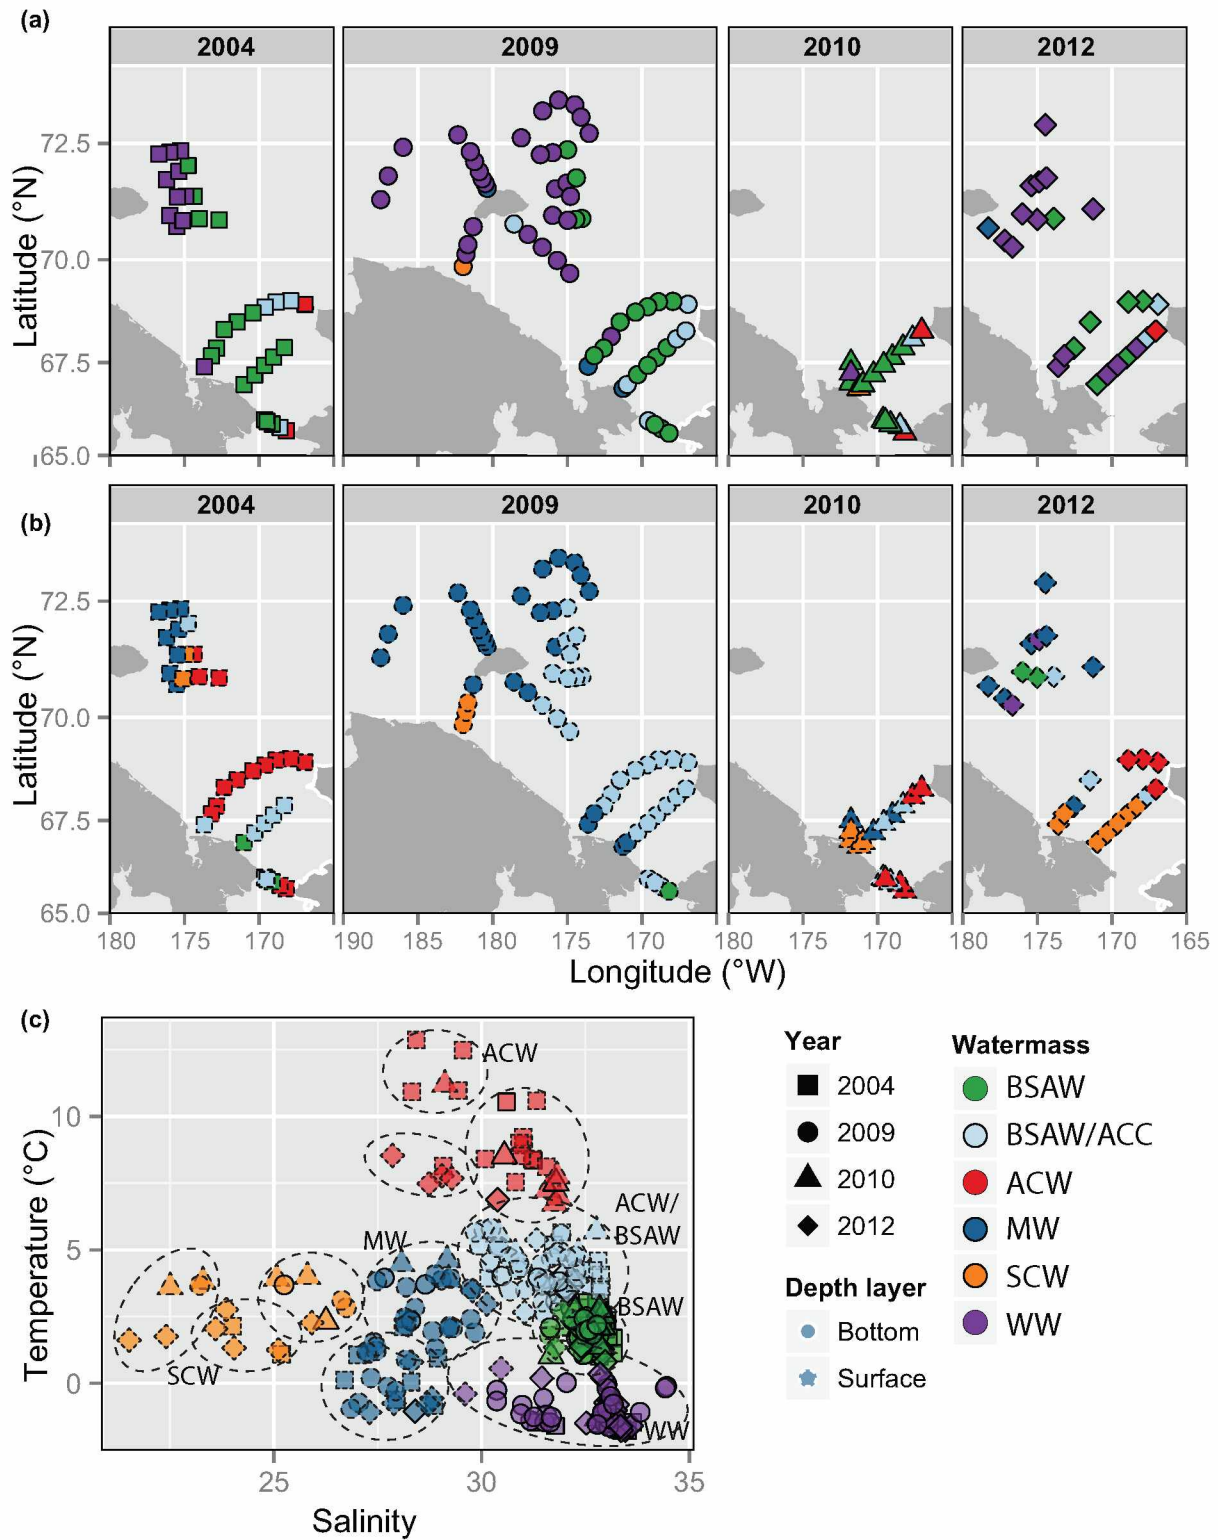 (a)
2004 2009 2010 2012
72.5
70.0
67.5
65.0
Latitude (°N)
(b)
2004 2009 2010 2012
72.5
70.0
67.5
65.0
Latitude (°N)
180 175 170 190 185 180 175 170 180 175 170 180 175 170 165
Longitude (°W)
(c)
ACW
ACW/
BSAW
MW
BSAW
SCW
WW
10
5
0
Temperature (°C)
25 30 35
Salinity
Year
2004
2009
2010
2012
Depth layer
Bottom
Surface
Watermass
BSAW
BSAW/ACC
ACW
MW
SCW
WW